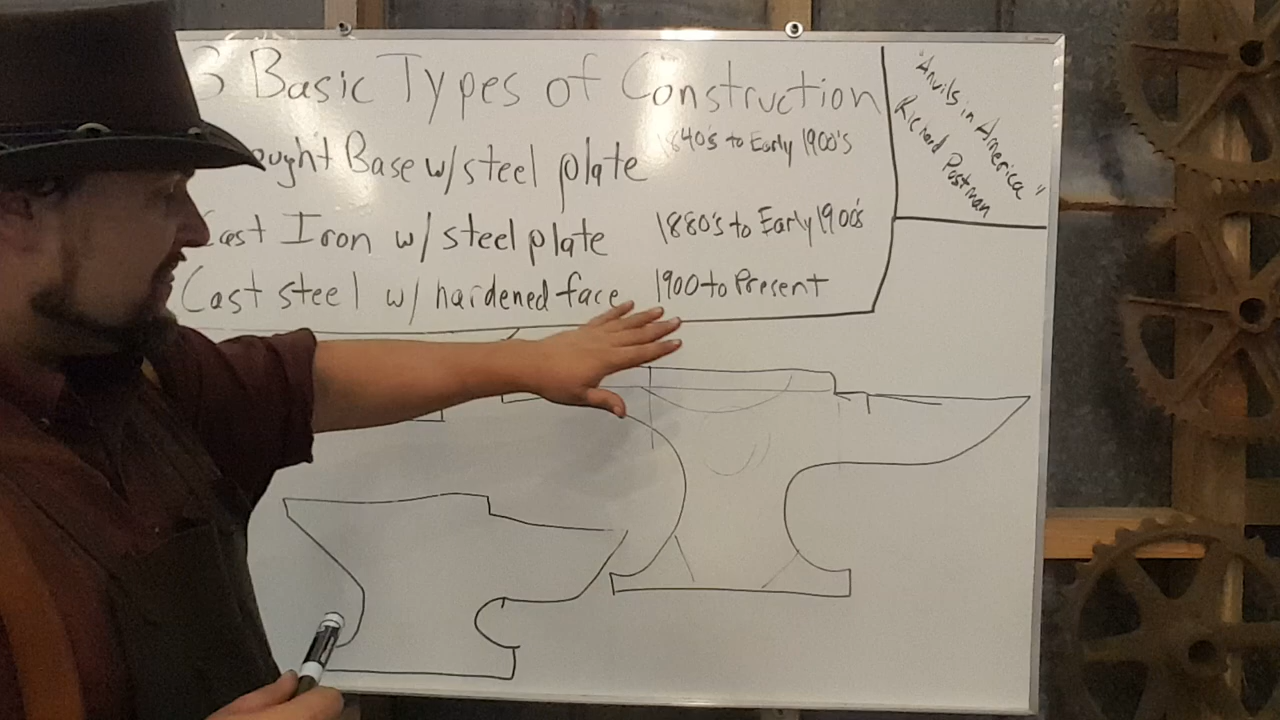 3 Basic Types of Construction
ought Base w/ steel plate 1840's to Early 1900's
Cast Iron w/ steel plate 1880's to Early 1900's
Cast steel w/ hardened face 1900 to Present
"Anvils in America"
Richard Postman